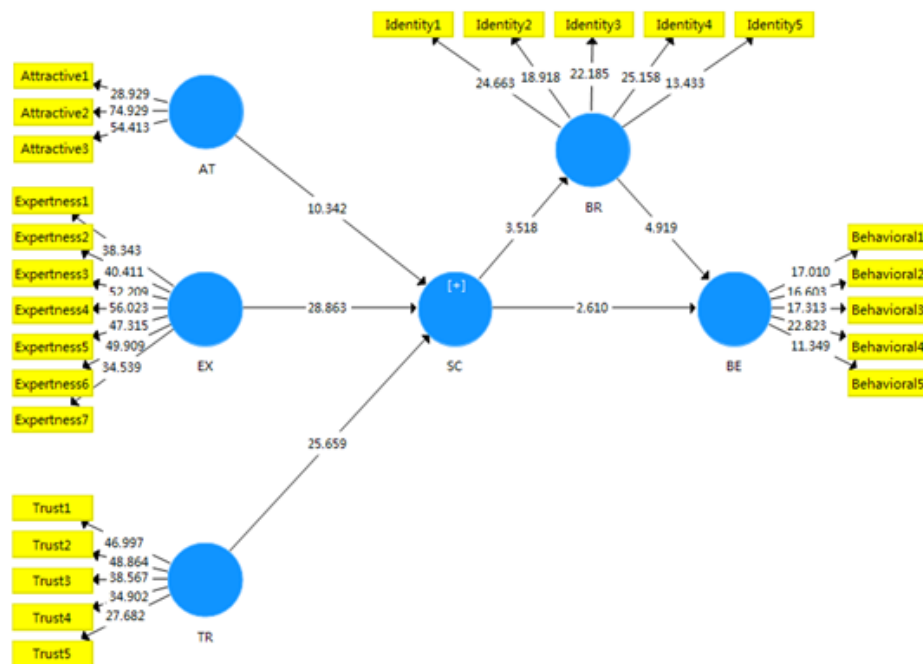 Identity1 Identity2 Identity3 Identity4 Identity5
24.663 18.918 22.185 25.158 13.433
BR
Attractive1
Attractive2
Attractive3
28.929
74.929
54.413
AT
10.342
3.518
4.919
Expertness1
Expertness2
Expertness3
Expertness4
Expertness5
Expertness6
Expertness7
38.343
40.411
52.209
56.023
47.315
49.909
34.539
EX
28.863
[+]
SC
2.610
BE
17.010
16.603
17.313
22.823
11.349
Behavioral1
Behavioral2
Behavioral3
Behavioral4
Behavioral5
25.659
Trust1
Trust2
Trust3
Trust4
Trust5
46.997
48.864
38.567
34.902
27.682
TR